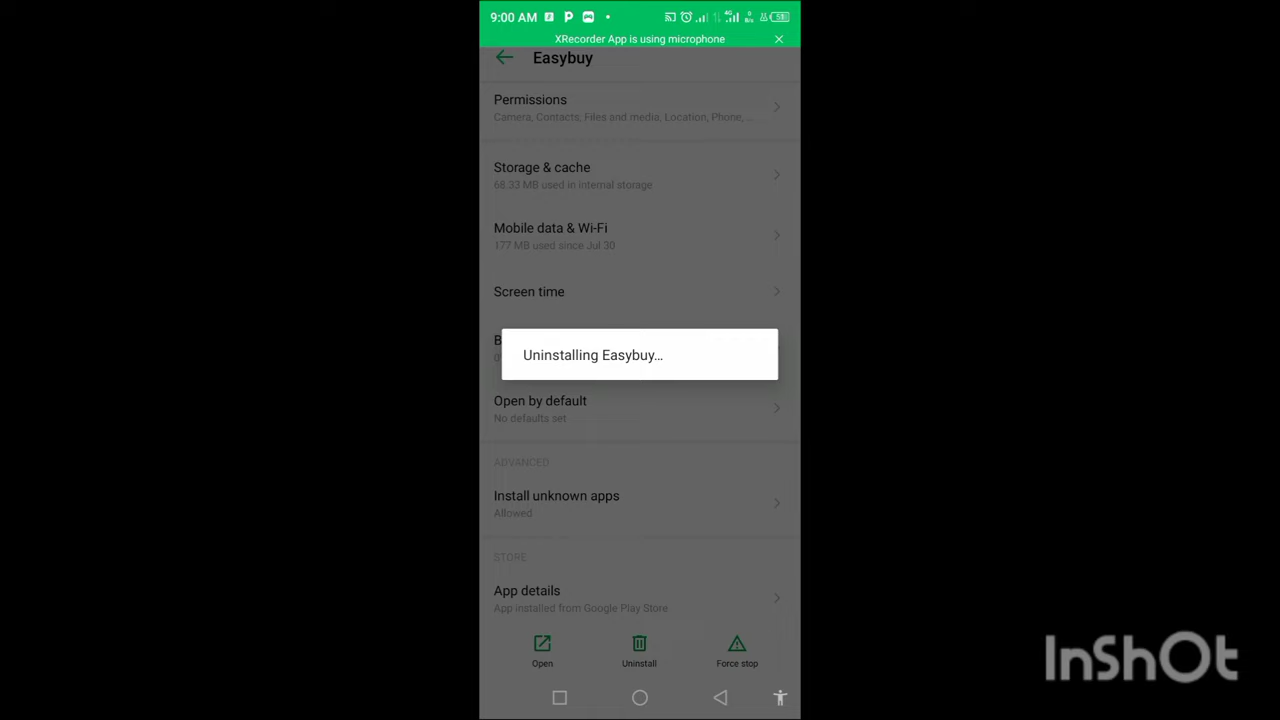 9:00 AM
4G
XRecorder App is using microphone
Easybuy
Permissions
Camera, Contacts, Files and media, Location, Phone, ...
Storage & cache
68.33 MB used in internal storage
Mobile data & Wi-Fi
177 MB used since Jul 30
Screen time
B
Uninstalling Easybuy...
Open by default
No defaults set
ADVANCED
Install unknown apps
Allowed
STORE
App details
App installed from Google Play Store
Open
Uninstall
Force stop
InShOt